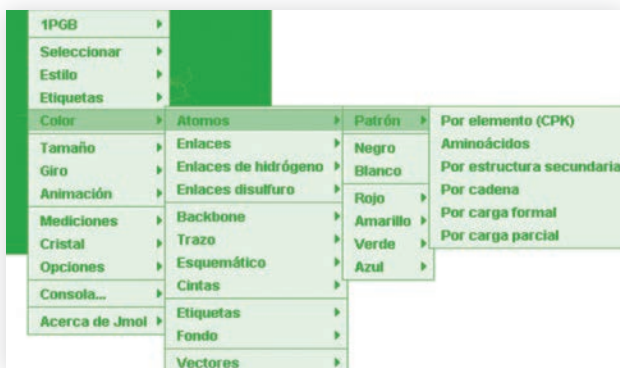 1PGB
Seleccionar
Estilo
Etiquetas
Color
Tamaño
Giro
Animación
Mediciones
Cristal
Opciones
Consola...
Acerca de Jmol
Atomos
Enlaces
Enlaces de hidrógeno
Enlaces disulfuro
Backbone
Trazo
Esquemático
Cintas
Etiquetas
Fondo
Vectores
Patrón
Negro
Blanco
Rojo
Amarillo
Verde
Azul
Por elemento (CPK)
Aminoácidos
Por estructura secundaria
Por cadena
Por carga formal
Por carga parcial